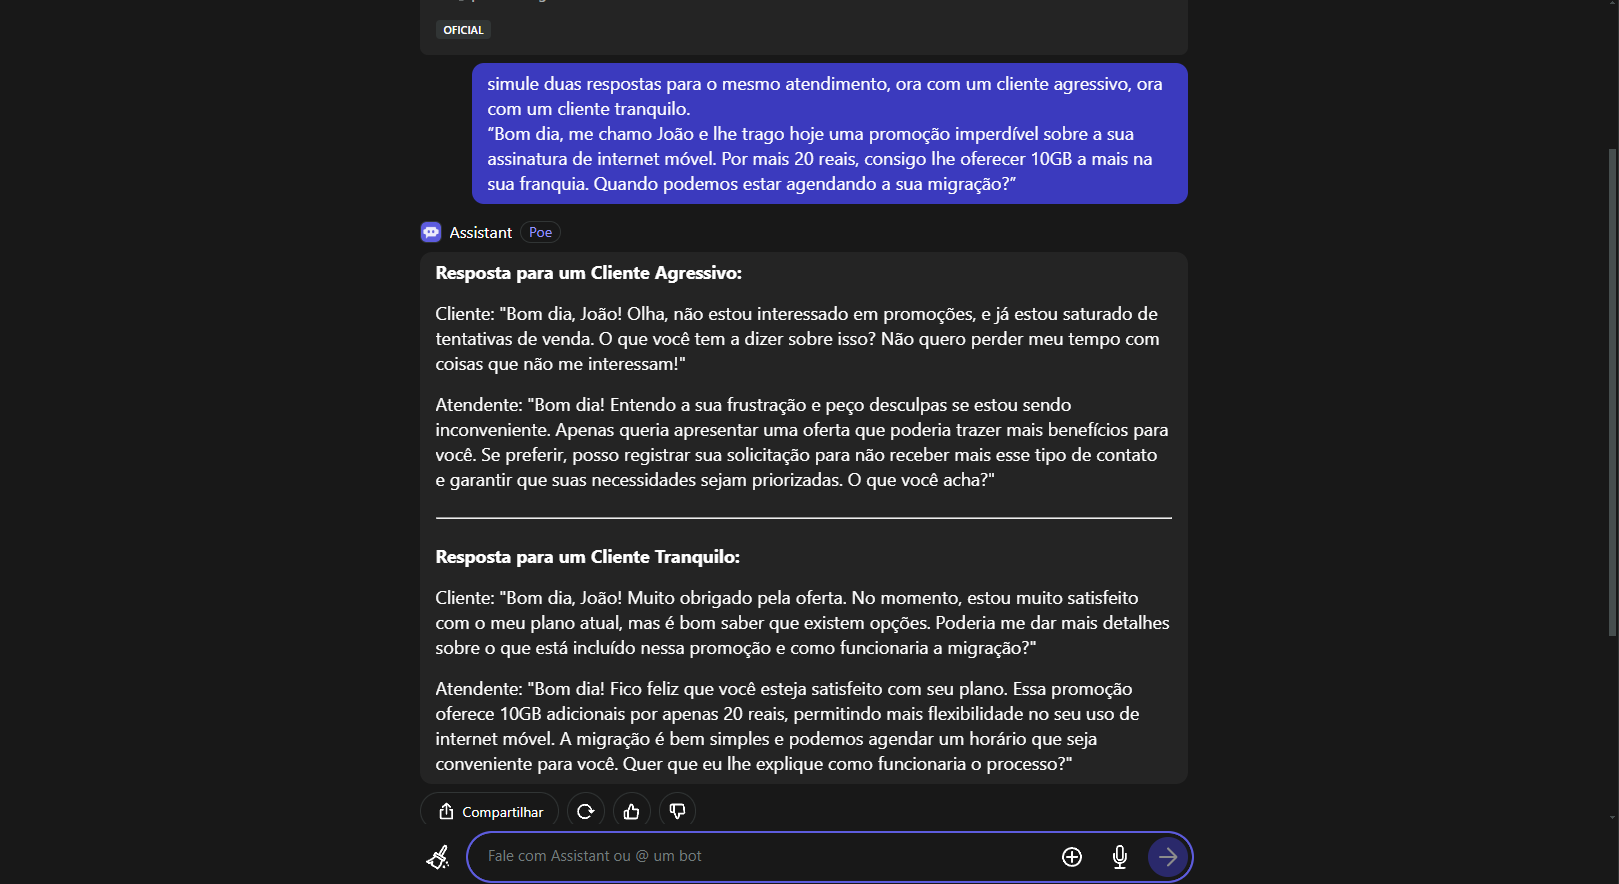 OFICIAL
simule duas respostas para o mesmo atendimento, ora com um cliente agressivo, ora
com um cliente tranquilo.
“Bom dia, me chamo João e lhe trago hoje uma promoção imperdível sobre a sua
assinatura de internet móvel. Por mais 20 reais, consigo lhe oferecer 10GB a mais na
sua franquia. Quando podemos estar agendando a sua migração?”
Assistant Poe
Resposta para um Cliente Agressivo:
Cliente: "Bom dia, João! Olha, não estou interessado em promoções, e já estou saturado de
tentativas de venda. O que você tem a dizer sobre isso? Não quero perder meu tempo com
coisas que não me interessam!"
Atendente: "Bom dia! Entendo a sua frustração e peço desculpas se estou sendo
inconveniente. Apenas queria apresentar uma oferta que poderia trazer mais benefícios para
você. Se preferir, posso registrar sua solicitação para não receber mais esse tipo de contato
e garantir que suas necessidades sejam priorizadas. O que você acha?"
Resposta para um Cliente Tranquilo:
Cliente: "Bom dia, João! Muito obrigado pela oferta. No momento, estou muito satisfeito
com o meu plano atual, mas é bom saber que existem opções. Poderia me dar mais detalhes
sobre o que está incluído nessa promoção e como funcionaria a migração?"
Atendente: "Bom dia! Fico feliz que você esteja satisfeito com seu plano. Essa promoção
oferece 10GB adicionais por apenas 20 reais, permitindo mais flexibilidade no seu uso de
internet móvel. A migração é bem simples e podemos agendar um horário que seja
conveniente para você. Quer que eu lhe explique como funcionaria o processo?"
Compartilhar
Fale com Assistant ou @ um bot